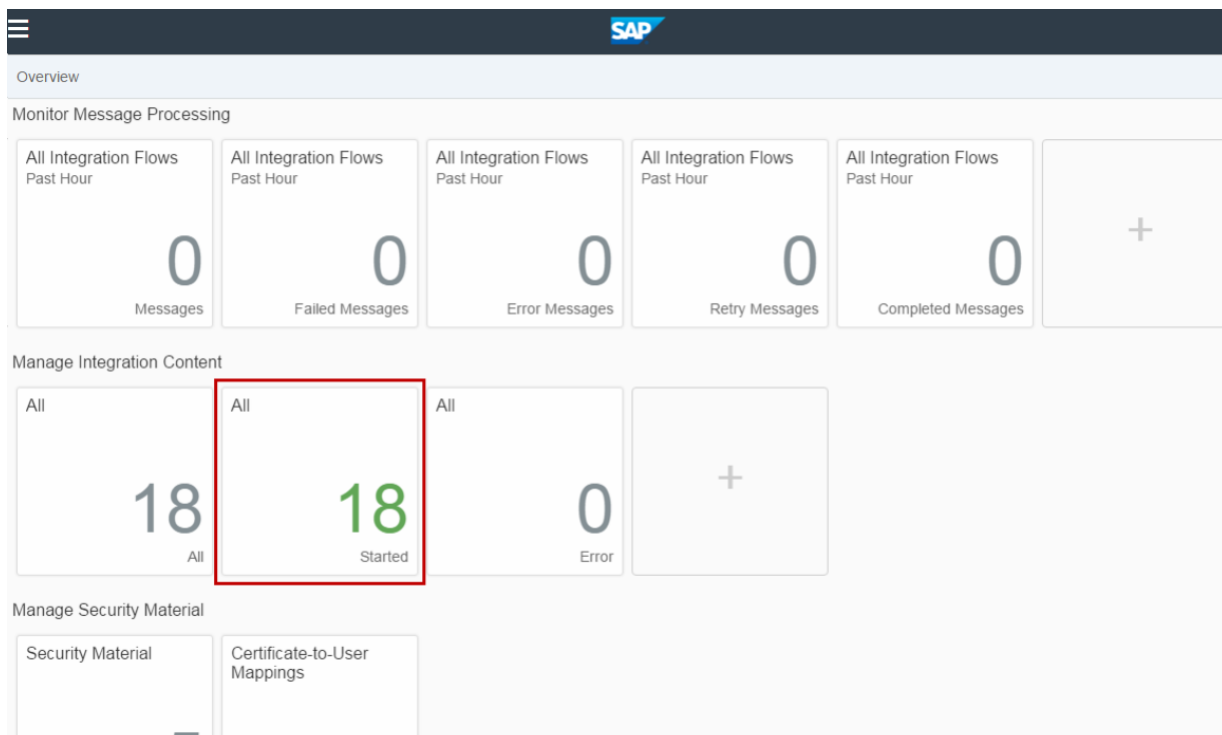 SAP
Overview
Monitor Message Processing
All Integration Flows
Past Hour
0
Messages
All Integration Flows
Past Hour
0
Failed Messages
All Integration Flows
Past Hour
0
Error Messages
All Integration Flows
Past Hour
0
Retry Messages
All Integration Flows
Past Hour
0
Completed Messages
+
Manage Integration Content
All
18
All
All
18
Started
All
0
Error
+
Manage Security Material
Security Material
Certificate-to-User
Mappings